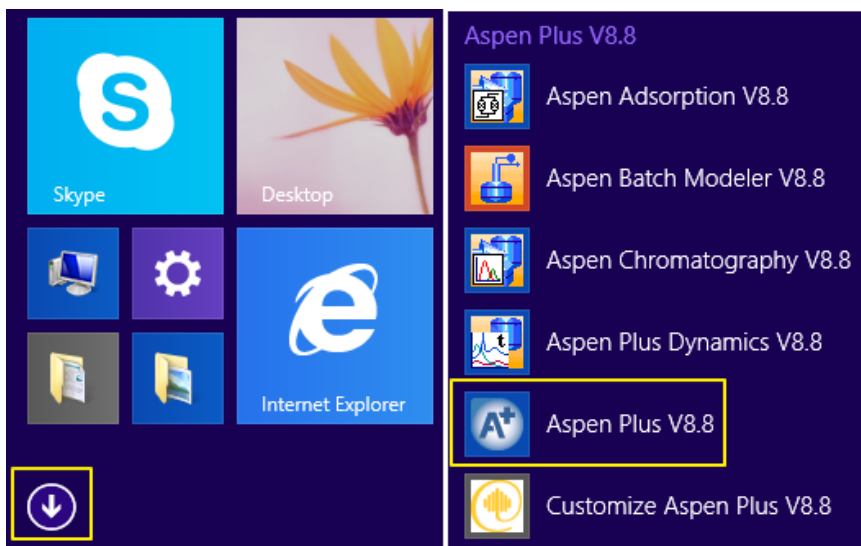 Skype
Desktop
Internet Explorer
Aspen Plus V8.8
Aspen Adsorption V8.8
Aspen Batch Modeler V8.8
Aspen Chromatography V8.8
Aspen Plus Dynamics V8.8
Aspen Plus V8.8
Customize Aspen Plus V8.8